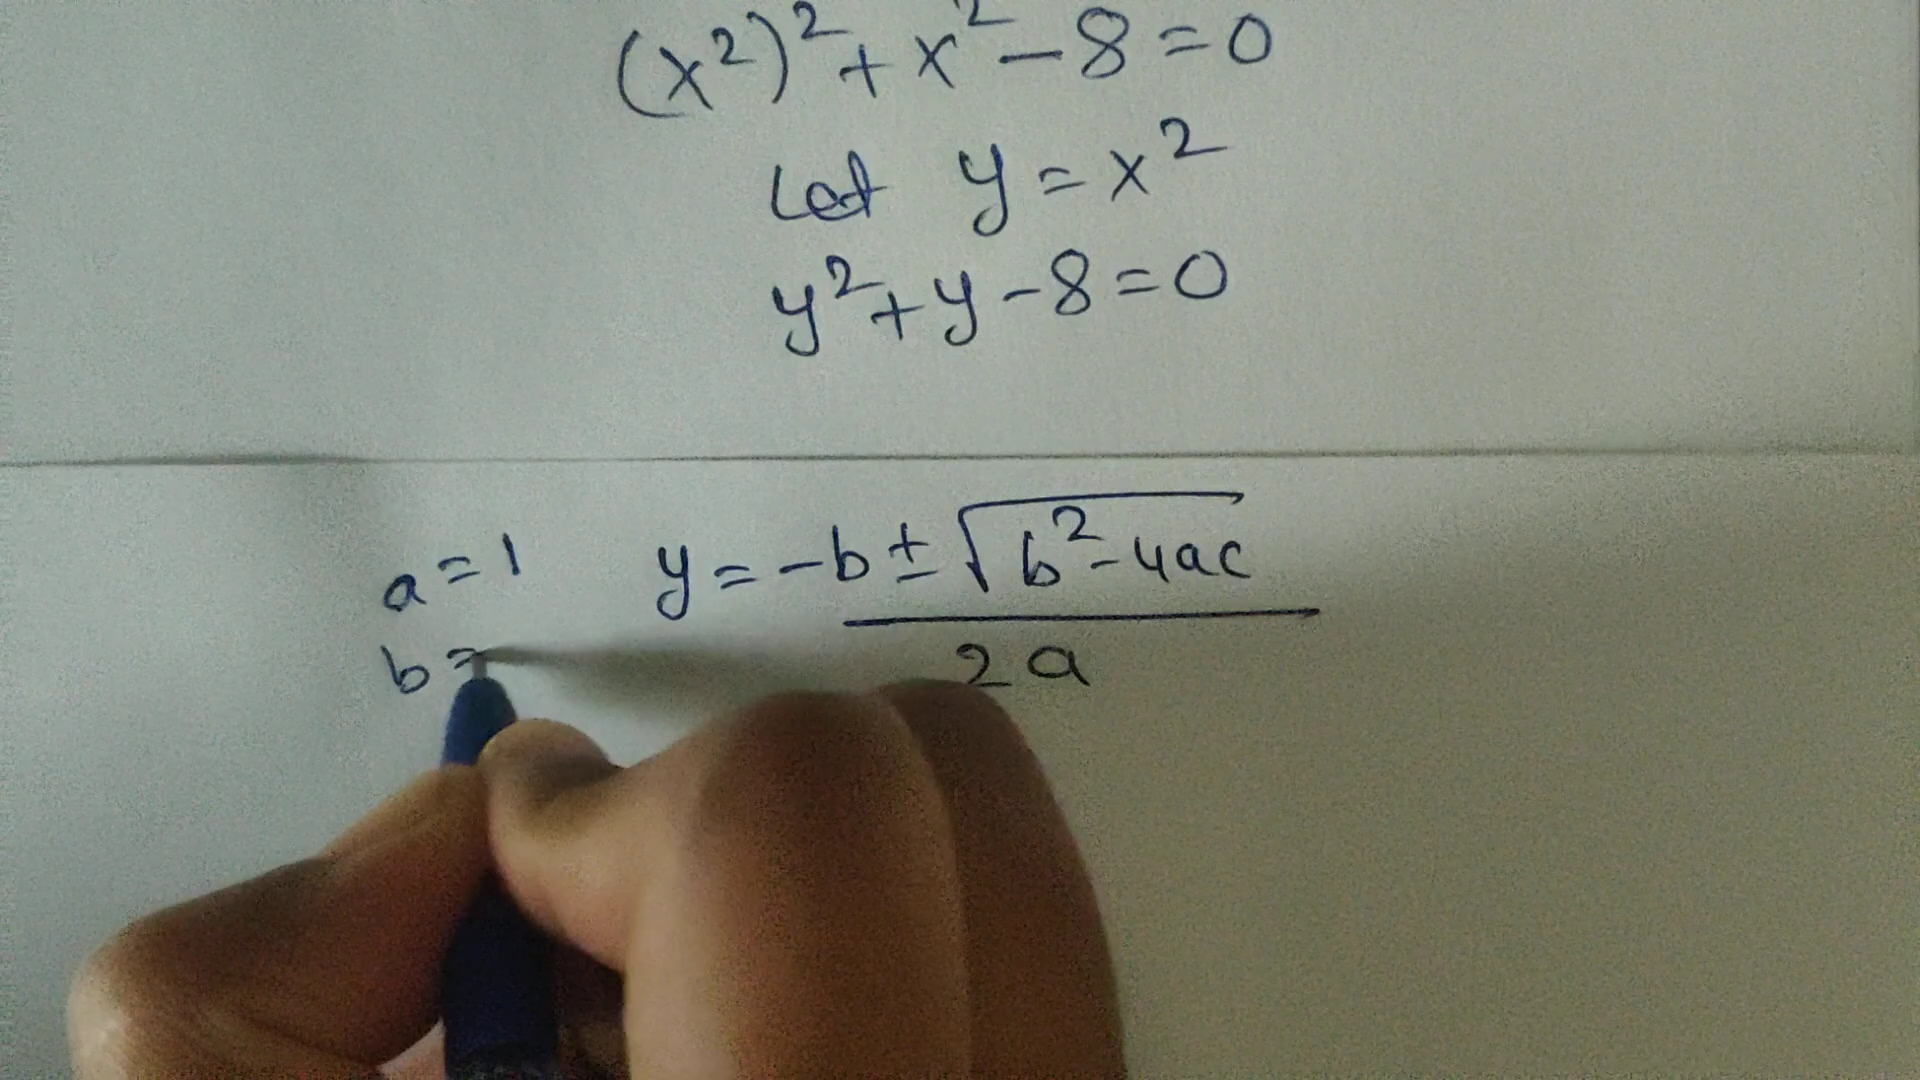 (x²)² + x² - 8 = 0
Let y = x²
y² + y - 8 = 0
a = 1
y = -b ± √(b² - 4ac)
b =
2a